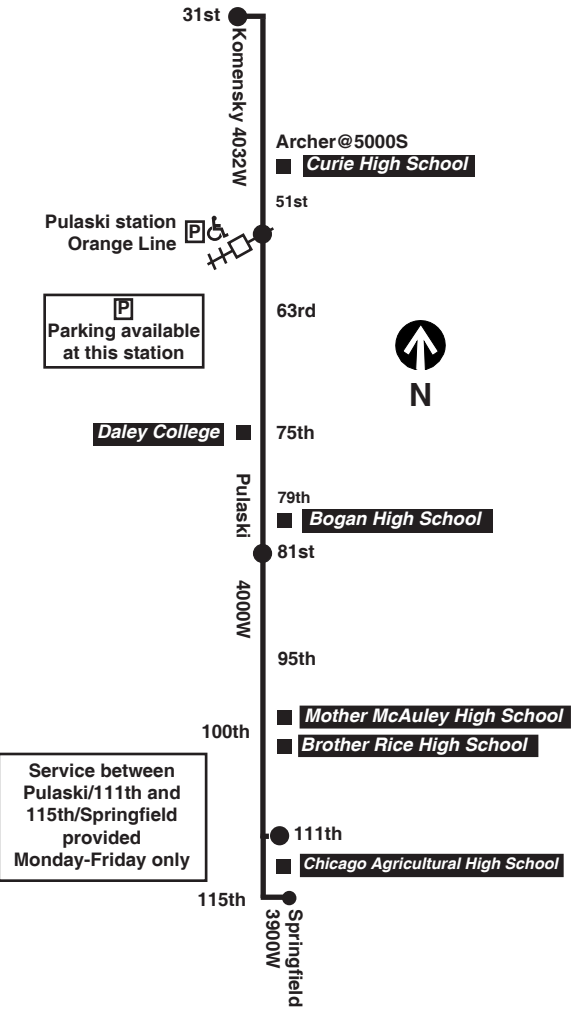 31st
Komensky 4032W
Archer@5000S
Curie High School
51st
Pulaski station
Orange Line
P
63rd
P
Parking available
at this station
N
Daley College
75th
Pulaski
79th
Bogan High School
81st
4000W
95th
Mother McAuley High School
100th
Brother Rice High School
Service between
Pulaski/111th and
115th/Springfield
provided
Monday-Friday only
111th
Chicago Agricultural High School
115th
Springfield
3900W